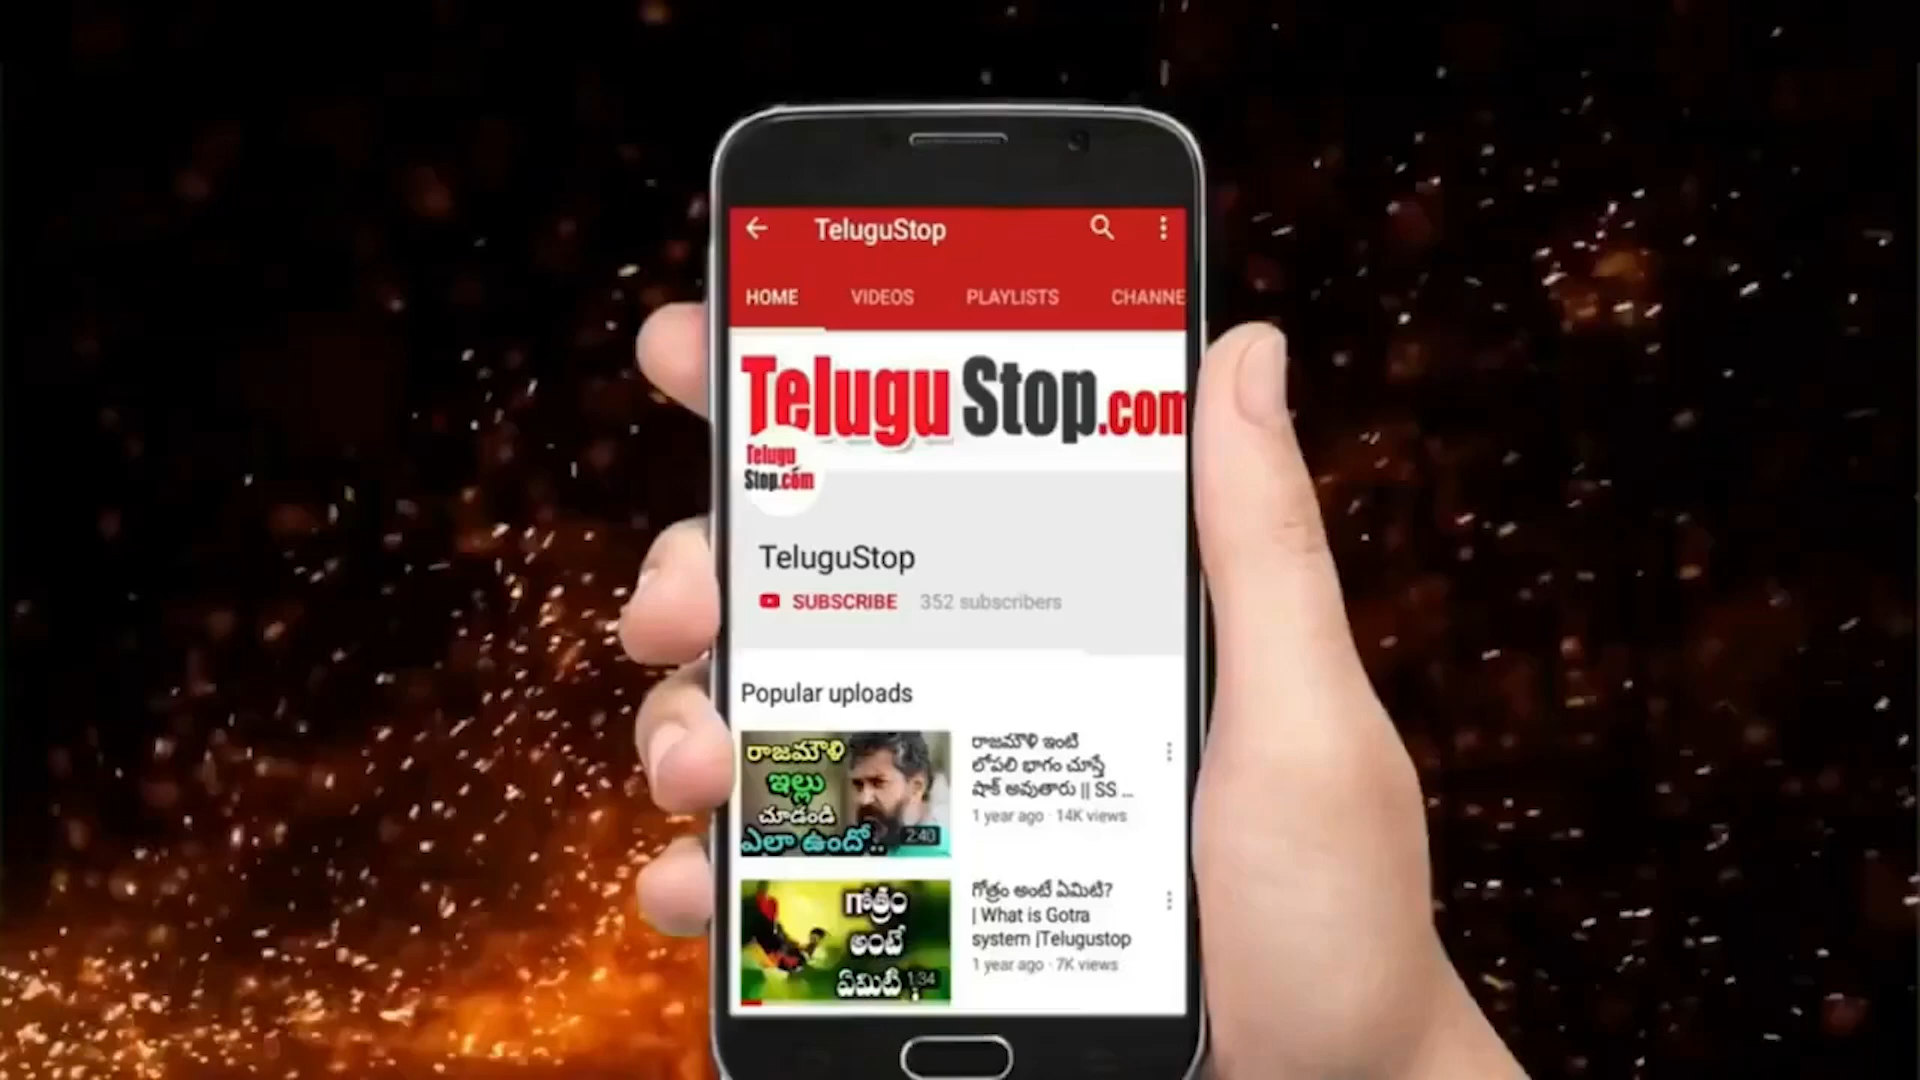 TeluguStop
HOME VIDEOS PLAYLISTS CHANNE
Telugu Stop.com
Telugu
Stop.com
TeluguStop
SUBSCRIBE 352 subscribers
Popular uploads
రాజమౌళి
ఇల్లు
చూడండి
ఎలా ఉందో..
2:40
రాజమౌళి ఇంటి
లోపలి భాగం చూస్తే
షాక్ అవుతారు || SS ...
1 year ago · 14K views
గోత్రం
అంటే
ఏమిటి ?
1:34
గోత్రం అంటే ఏమిటి?
| What is Gotra
system |Telugustop
1 year ago · 7K views